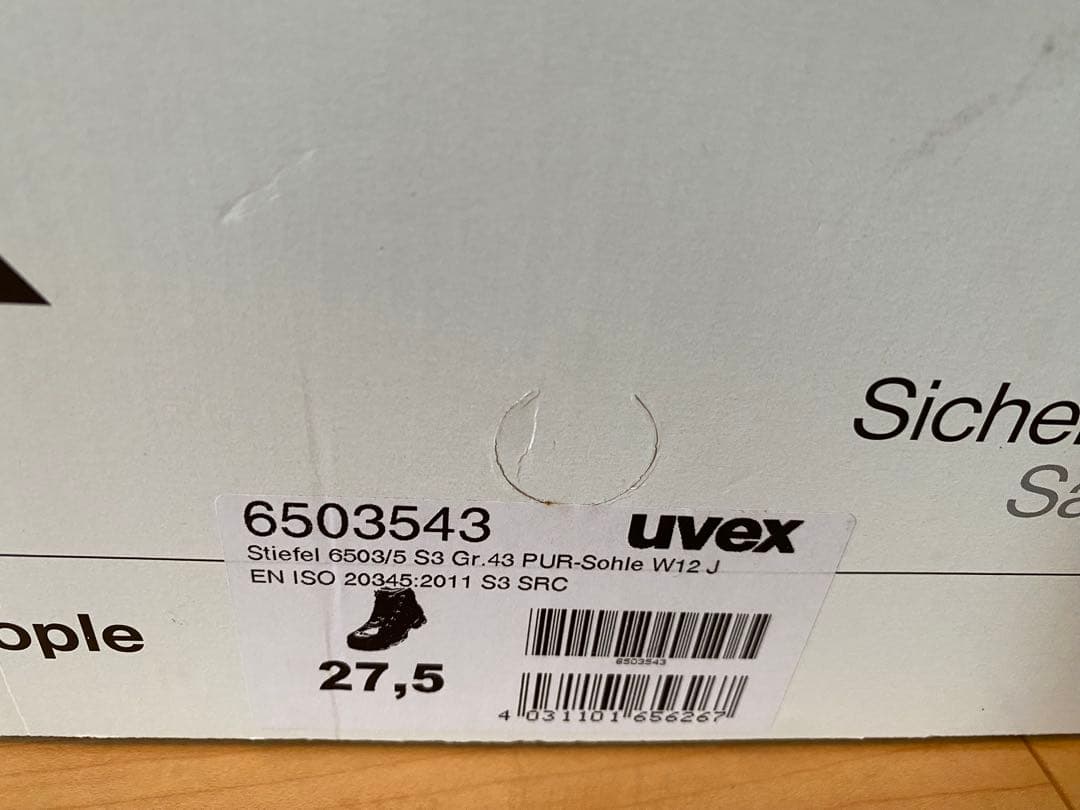 Siche
Sa
6503543 uvex
Stiefel 6503/5 S3 Gr.43 PUR-Sohle W12 J
EN ISO 20345:2011 S3 SRC
ople
27,5
6503543
4 031101 656267